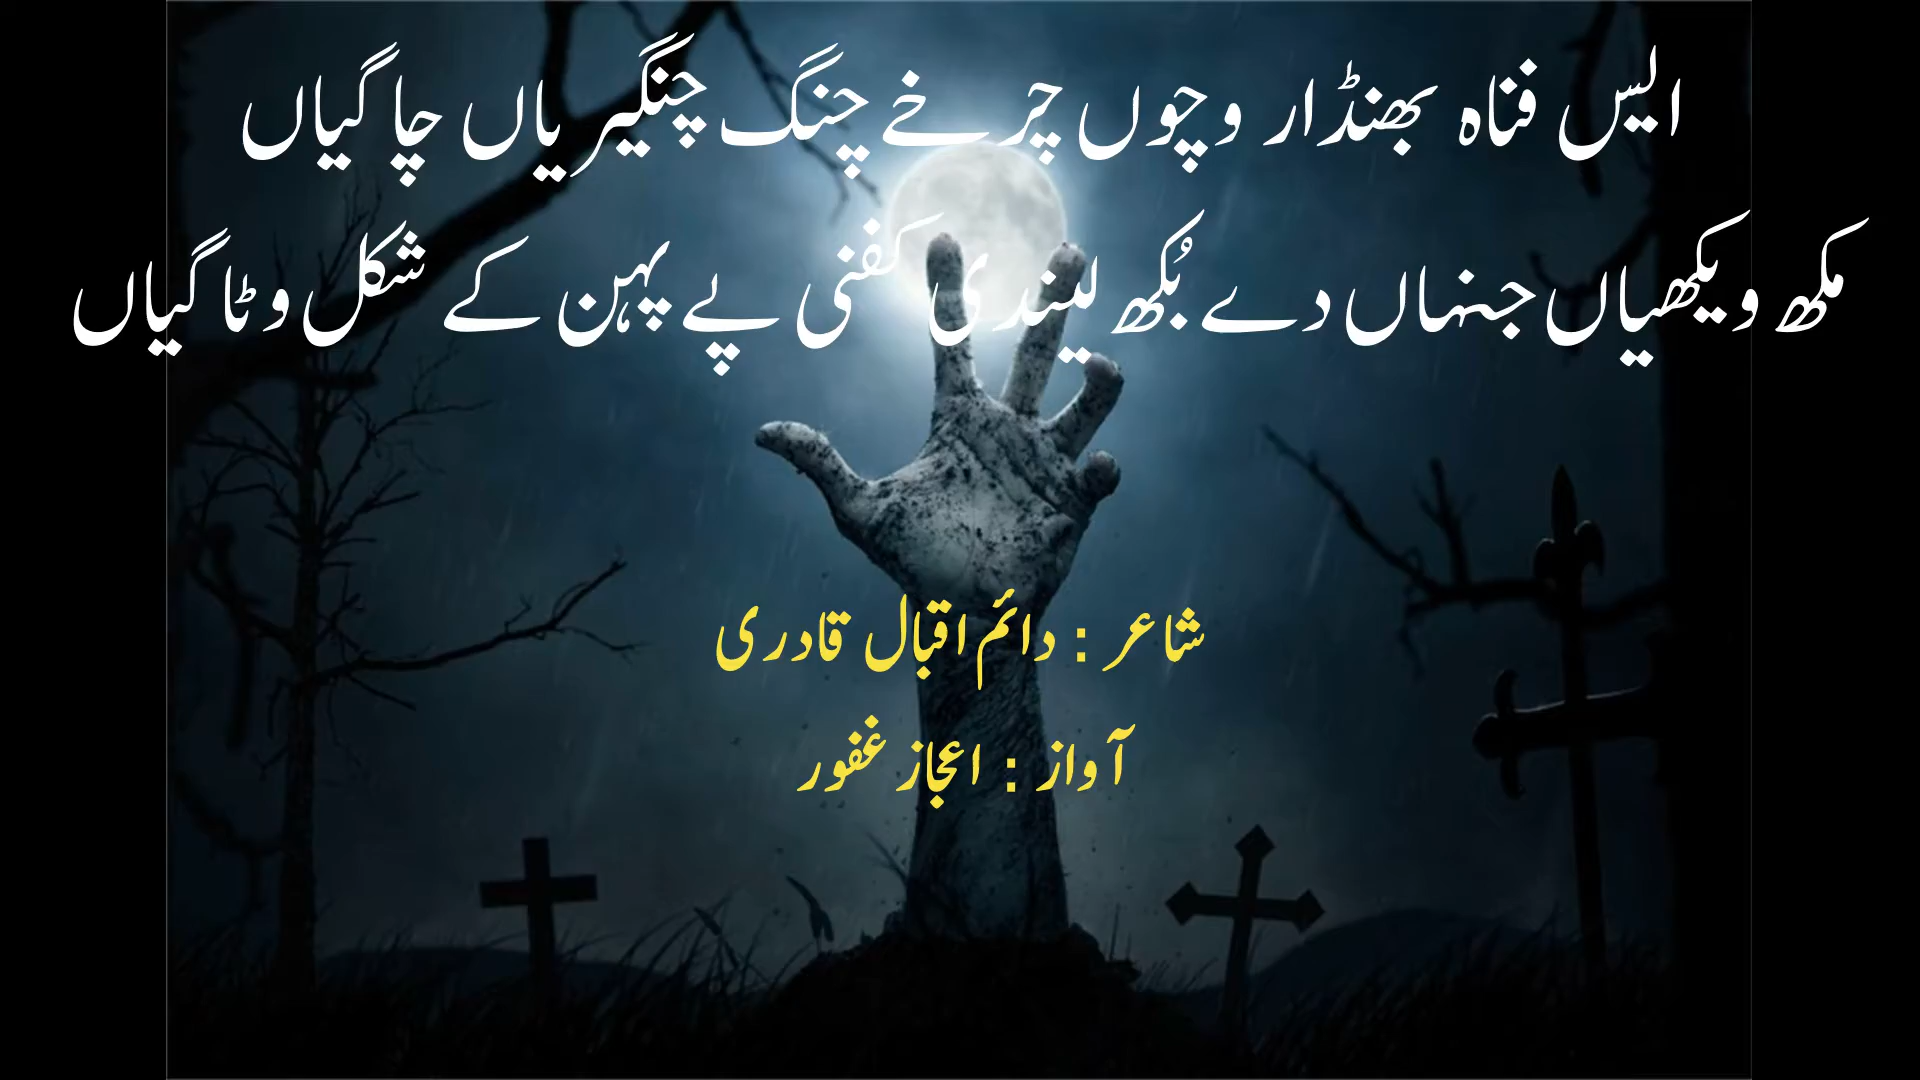 ایس فناہ بھنڈار وچوں چرخے چنگ چنگیریاں چا گیاں
مکھ ویکھیاں جنہاں دے بُکھ لیندی کفنی پے پہن کے شکل وٹا گیاں
شاعر : دائم اقبال قادری
آواز : اعجاز غفور